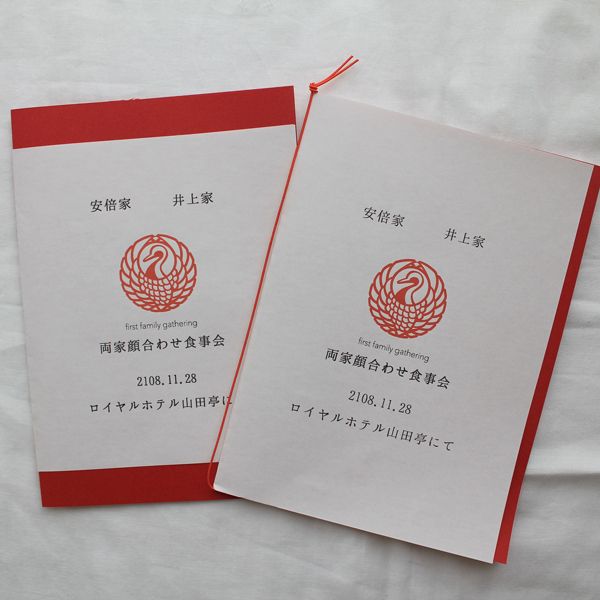 安倍家 井上家
first family gathering
両家顔合わせ食事会
2108.11.28
ロイヤルホテル山田亭に
安倍家 井上家
first family gathering
両家顔合わせ食事会
2108.11.28
ロイヤルホテル山田亭にて